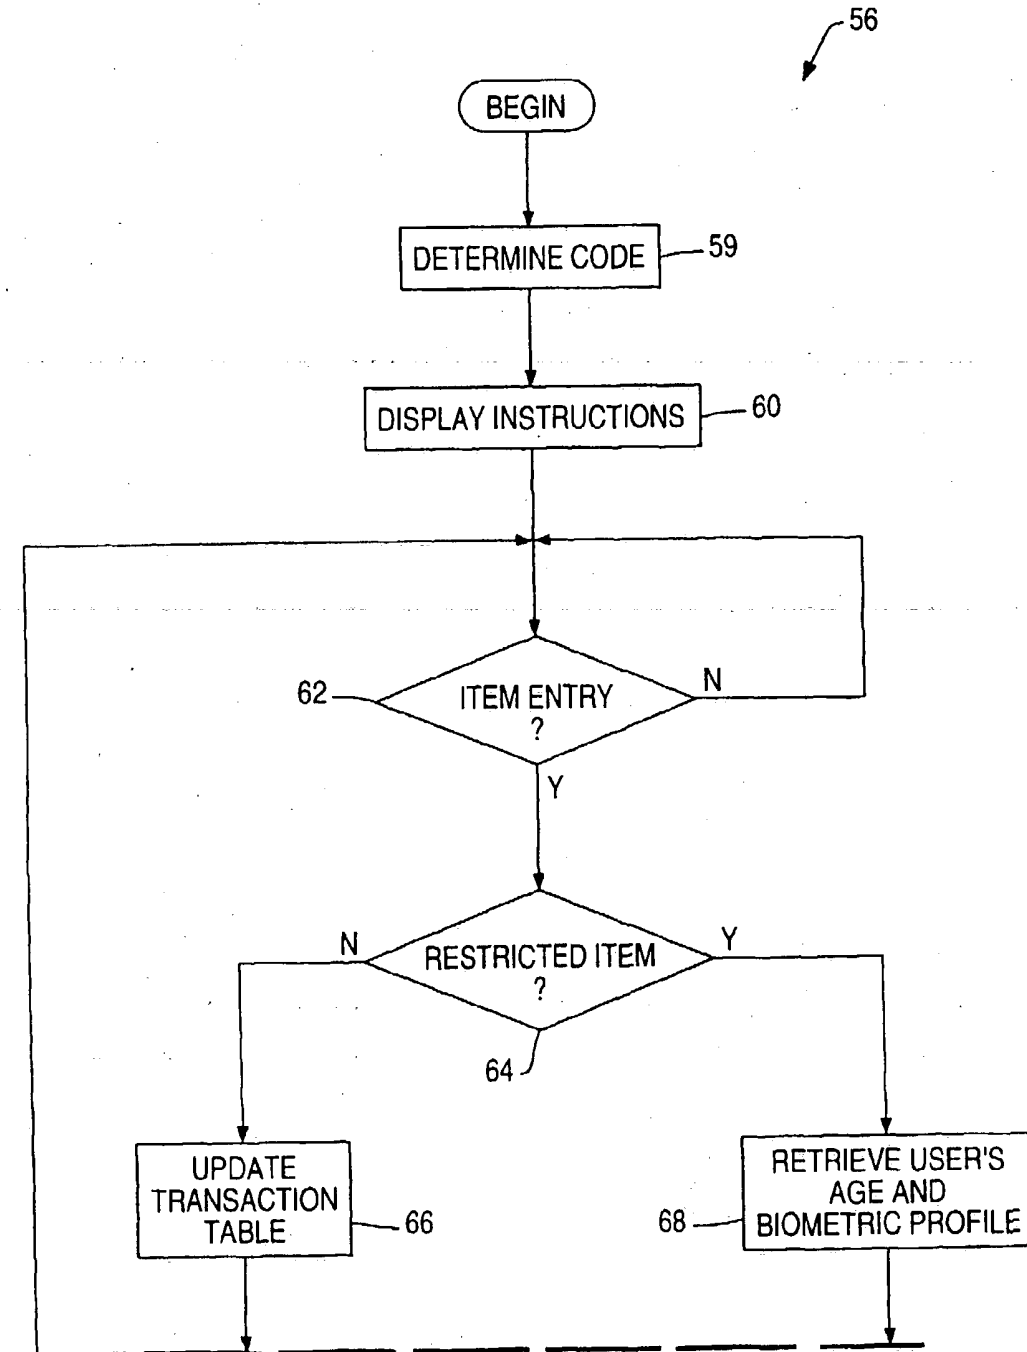 56
BEGIN
DETERMINE CODE
59
DISPLAY INSTRUCTIONS
60
62
ITEM ENTRY
?
N
Y
N
RESTRICTED ITEM
?
Y
64
UPDATE
TRANSACTION
TABLE
66
68
RETRIEVE USER'S
AGE AND
BIOMETRIC PROFILE